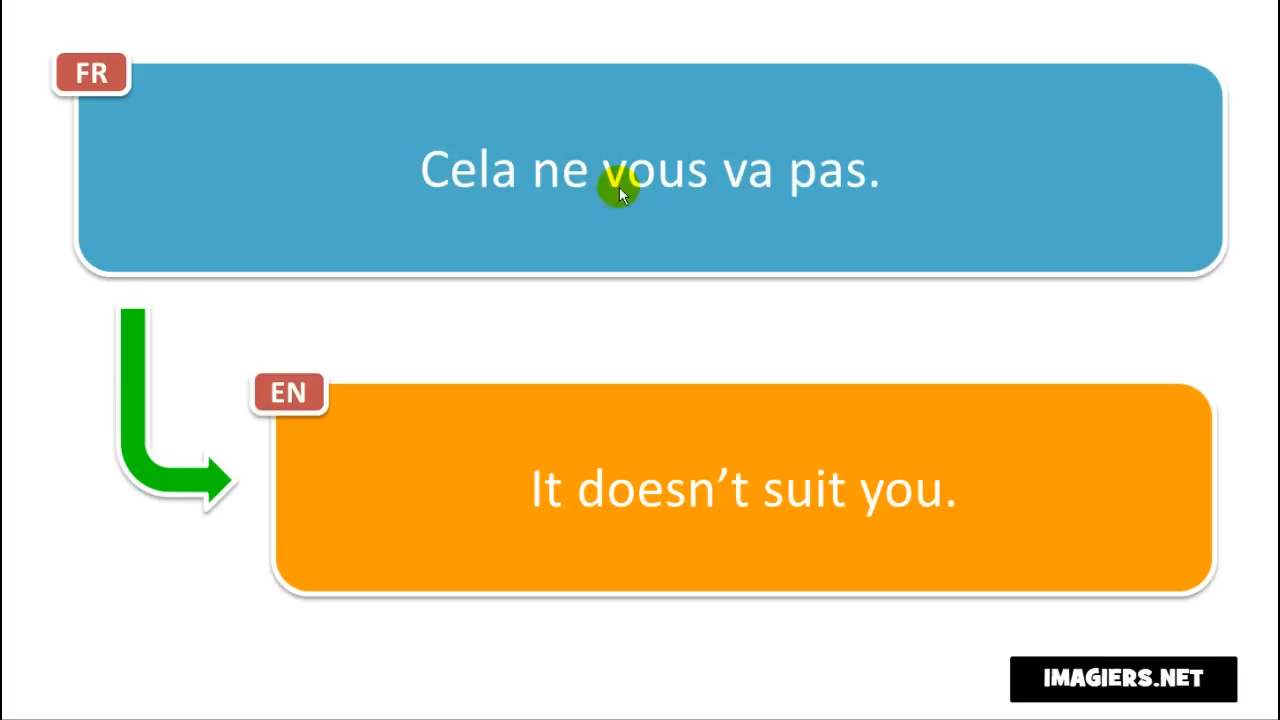 FR
Cela ne vous va pas.
EN
It doesn’t suit you.
IMAGIERS.NET